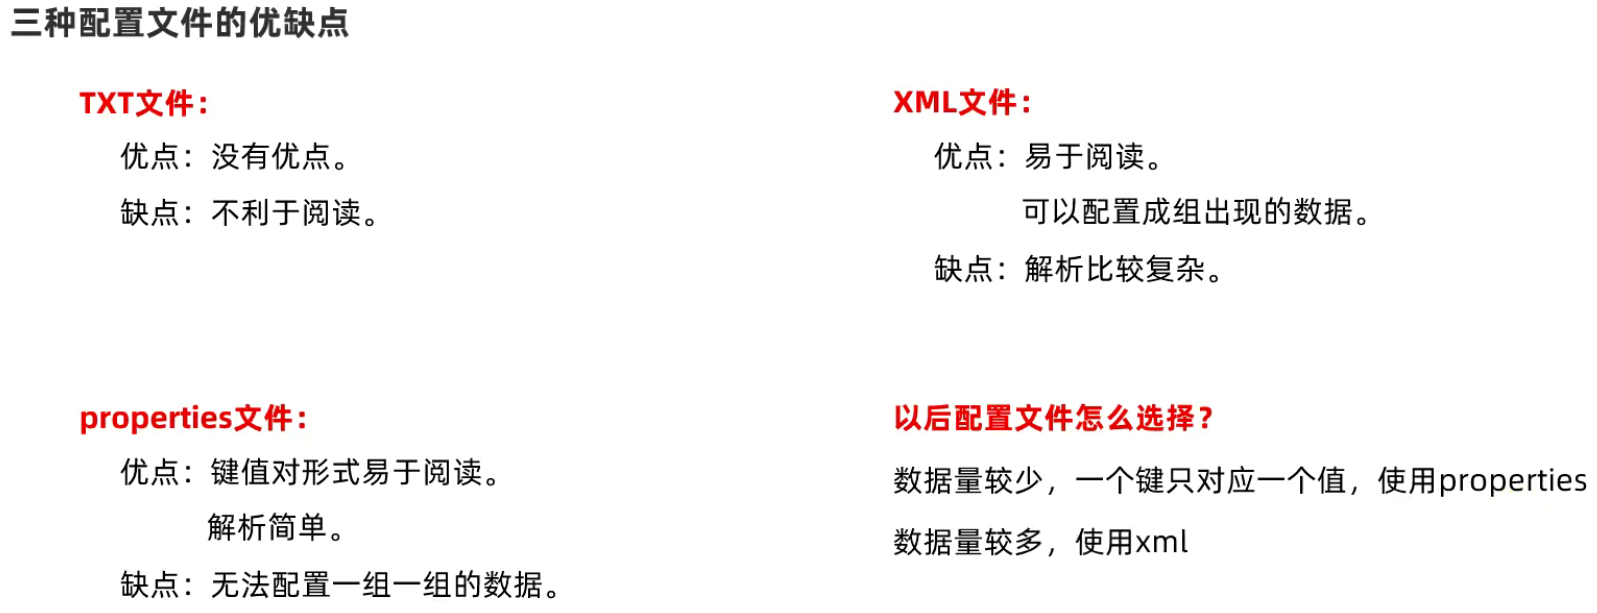 三种配置文件的优缺点
TXT文件：
优点：没有优点。
缺点：不利于阅读。
XML文件：
优点：易于阅读。
可以配置成组出现的数据。
缺点：解析比较复杂。
properties文件：
优点：键值对形式易于阅读。
解析简单。
缺点：无法配置一组一组的数据。
以后配置文件怎么选择？
数据量较少，一个键只对应一个值，使用properties
数据量较多，使用xml